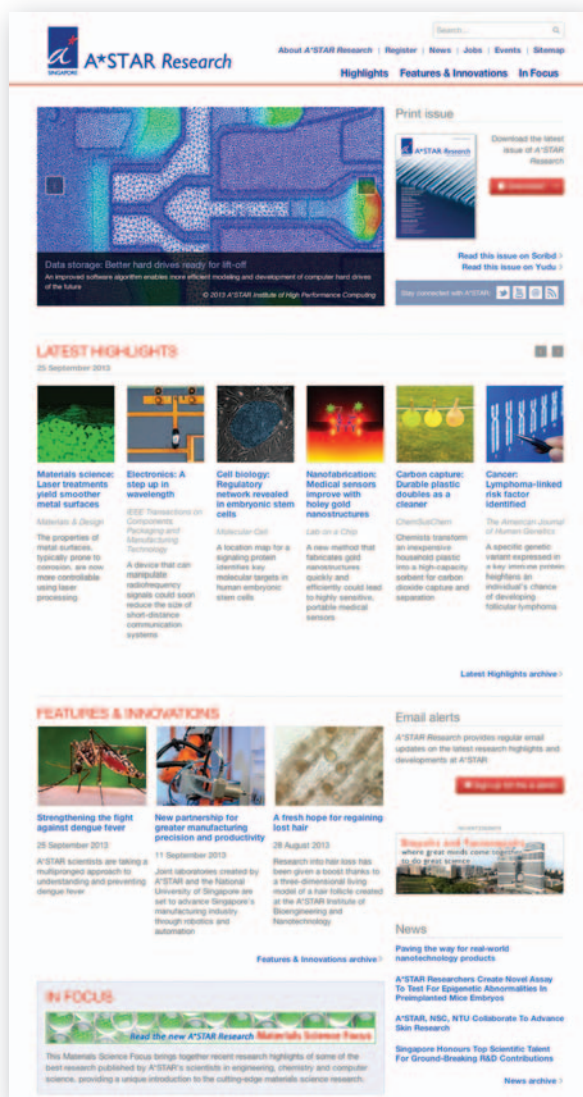 Search...
About A*STAR Research | Register | News | Jobs | Events | Sitemap
A*STAR Research
SINGAPORE
Highlights Features & Innovations In Focus
Data storage: Better hard drives ready for lift-off
An improved software algorithm enables more efficient modeling and development of computer hard drives
of the future
© 2013 A*STAR Institute of High Performance Computing
Print issue
A*STAR Research
Download the latest
issue of A*STAR
Research
Download
Read this issue on Scribd >
Read this issue on Yudu >
Stay connected with A*STAR:
LATEST HIGHLIGHTS
25 September 2013
Materials science:
Laser treatments
yield smoother
metal surfaces
Materials & Design
The properties of
metal surfaces,
typically prone to
corrosion, are now
more controllable
using laser
processing
Electronics: A
step up in
wavelength
IEEE Transactions on
Components,
Packaging and
Manufacturing
Technology
A device that can
manipulate
radiofrequency
signals could soon
reduce the size of
short-distance
communication
systems
Cell biology:
Regulatory
network revealed
in embryonic stem
cells
Molecular Cell
A location map for a
signaling protein
identifies key
molecular targets in
human embryonic
stem cells
Nanofabrication:
Medical sensors
improve with
holey gold
nanostructures
Lab on a Chip
A new method that
fabricates gold
nanostructures
quickly and
efficiently could lead
to highly sensitive,
portable medical
sensors
Carbon capture:
Durable plastic
doubles as a
cleaner
ChemSusChem
Chemists transform
an inexpensive
household plastic
into a high-capacity
sorbent for carbon
dioxide capture and
separation
Cancer:
Lymphoma-linked
risk factor
identified
The American Journal
of Human Genetics
A specific genetic
variant expressed in
a key immune protein
heightens an
individual's chance
of developing
follicular lymphoma
Latest Highlights archive >
FEATURES & INNOVATIONS
Strengthening the fight
against dengue fever
25 September 2013
A*STAR scientists are taking a
multipronged approach to
understanding and preventing
dengue fever
New partnership for
greater manufacturing
precision and productivity
11 September 2013
Joint laboratories created by
A*STAR and the National
University of Singapore are
set to advance Singapore's
manufacturing industry
through robotics and
automation
A fresh hope for regaining
lost hair
28 August 2013
Research into hair loss has
been given a boost thanks to
a three-dimensional living
model of a hair follicle created
at the A*STAR Institute of
Bioengineering and
Nanotechnology
Features & Innovations archive >
Email alerts
A*STAR Research provides regular email
updates on the latest research highlights and
developments at A*STAR
Sign up for the e-alerts
ADVERTISEMENT
Biopolis and Fusionopolis
where great minds come together
to do great science
News
Paving the way for real-world
nanotechnology products
A*STAR Researchers Create Novel Assay
To Test For Epigenetic Abnormalities In
Preimplanted Mice Embryos
A*STAR, NSC, NTU Collaborate To Advance
Skin Research
Singapore Honours Top Scientific Talent
For Ground-Breaking R&D Contributions
News archive >
IN FOCUS
Read the new A*STAR Research Materials Science Focus
This Materials Science Focus brings together recent research highlights of some of the
best research published by A*STAR's scientists in engineering, chemistry and computer
science, providing a unique introduction to the cutting-edge materials science research.